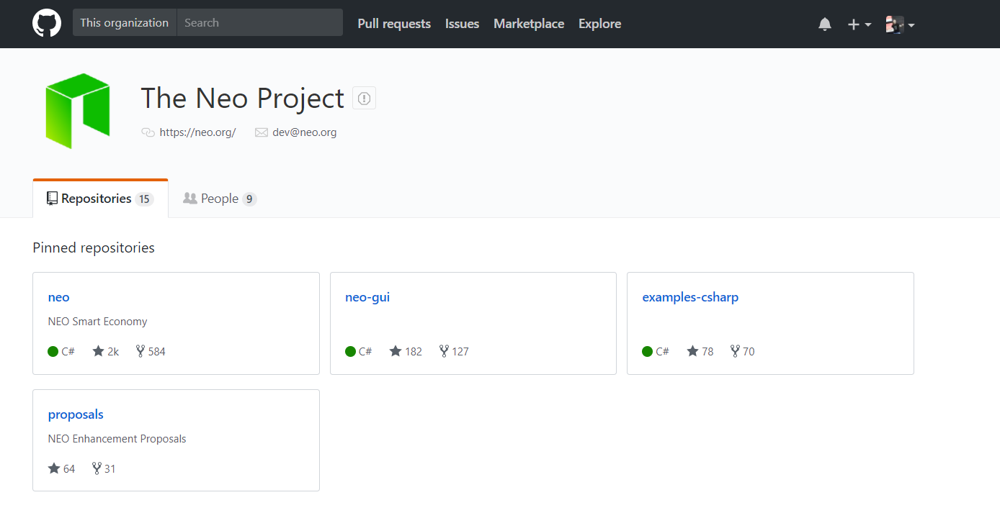 This organization Search Pull requests Issues Marketplace Explore
The Neo Project
https://neo.org/ dev@neo.org
Repositories 15 People 9
Pinned repositories
neo
NEO Smart Economy
C# 2k 584
neo-gui
C# 182 127
examples-csharp
C# 78 70
proposals
NEO Enhancement Proposals
64 31